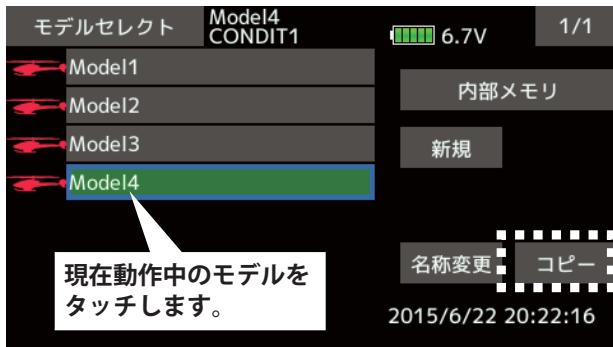 モデルセレクト
Model4
CONDIT1
6.7V
1/1
Model1
Model2
Model3
Model4
内部メモリ
新規
現在動作中のモデルを
タッチします。
名称変更
コピー
2015/6/22 20:22:16